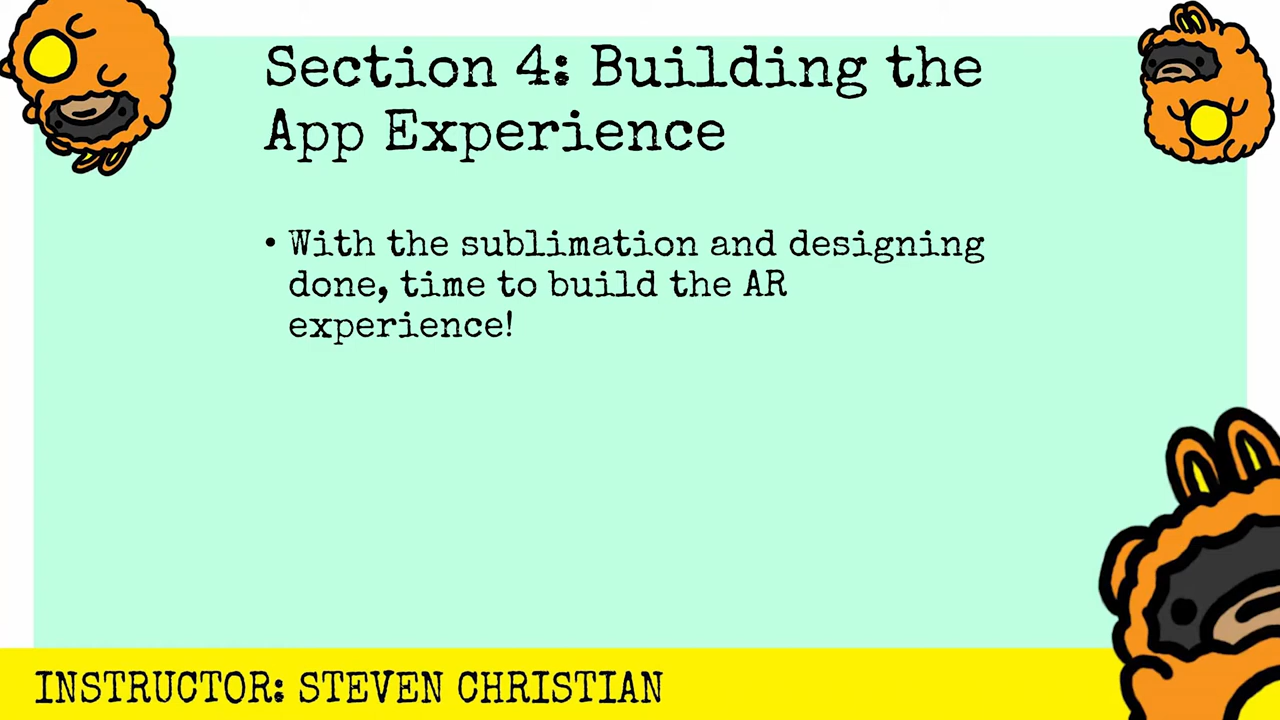 Section 4: Building the
App Experience
• With the sublimation and designing
done, time to build the AR
experience!
INSTRUCTOR: STEVEN CHRISTIAN